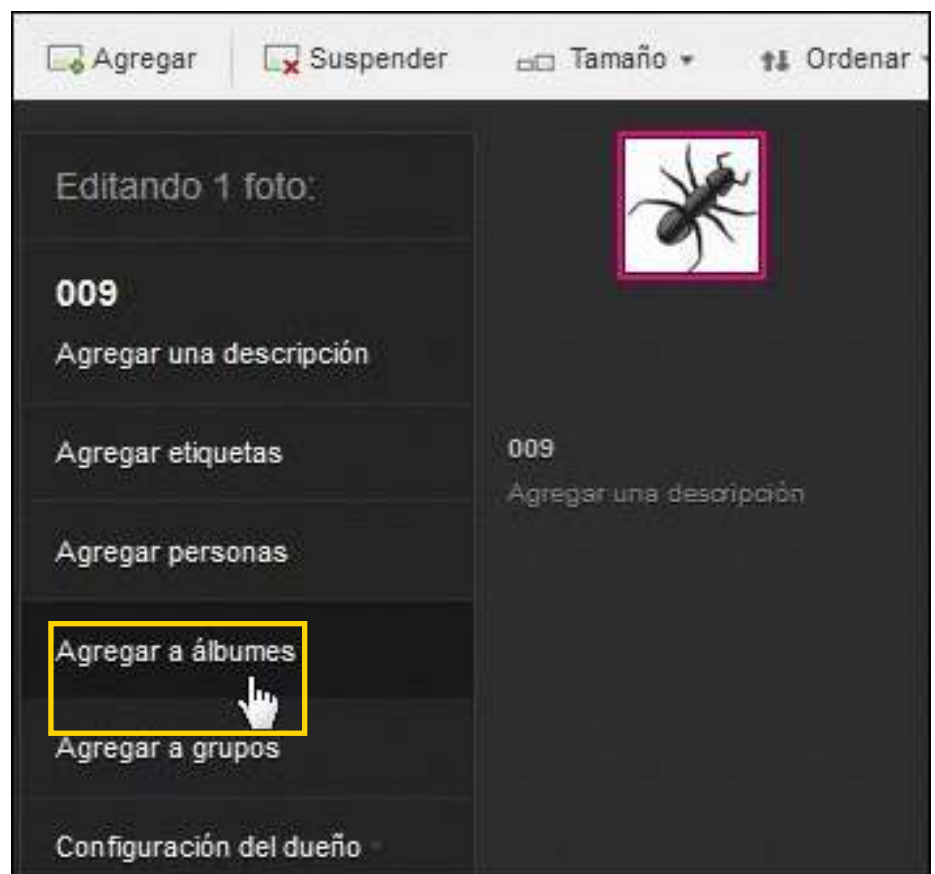 Agregar Suspender Tamaño Ordenar
Editando 1 foto:
009
Agregar una descripción
Agregar etiquetas
Agregar personas
Agregar a álbumes
Agregar a grupos
Configuración del dueño
009
Agregar una descripción